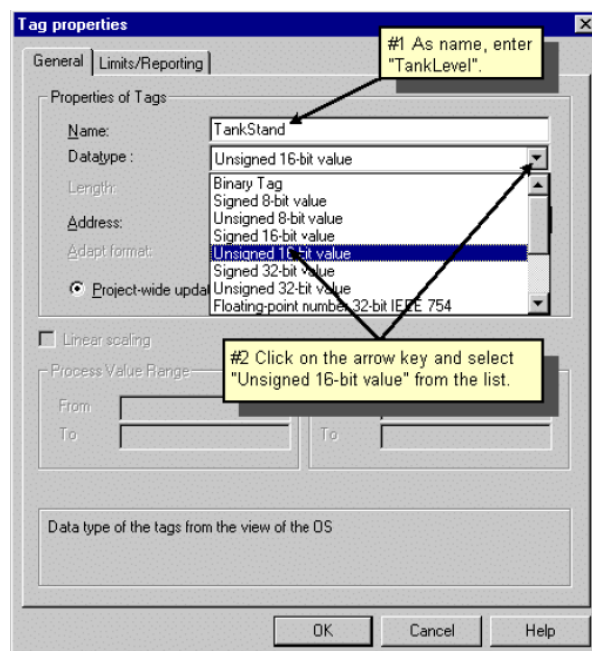 Tag properties
#1 As name, enter
"TankLevel".
General
Limits/Reporting
Properties of Tags
Name:
TankStand
Datatype :
Unsigned 16-bit value
Length:
Binary Tag
Signed 8-bit value
Address:
Unsigned 8-bit value
Signed 16-bit value
Adapt format:
Unsigned 16-bit value
Signed 32-bit value
Project-wide upda
Unsigned 32-bit value
Floating-point number 32-bit IEEE 754
Linear scaling
#2 Click on the arrow key and select
"Unsigned 16-bit value" from the list.
Process Value Range
From
To
To
Data type of the tags from the view of the OS
OK
Cancel
Help